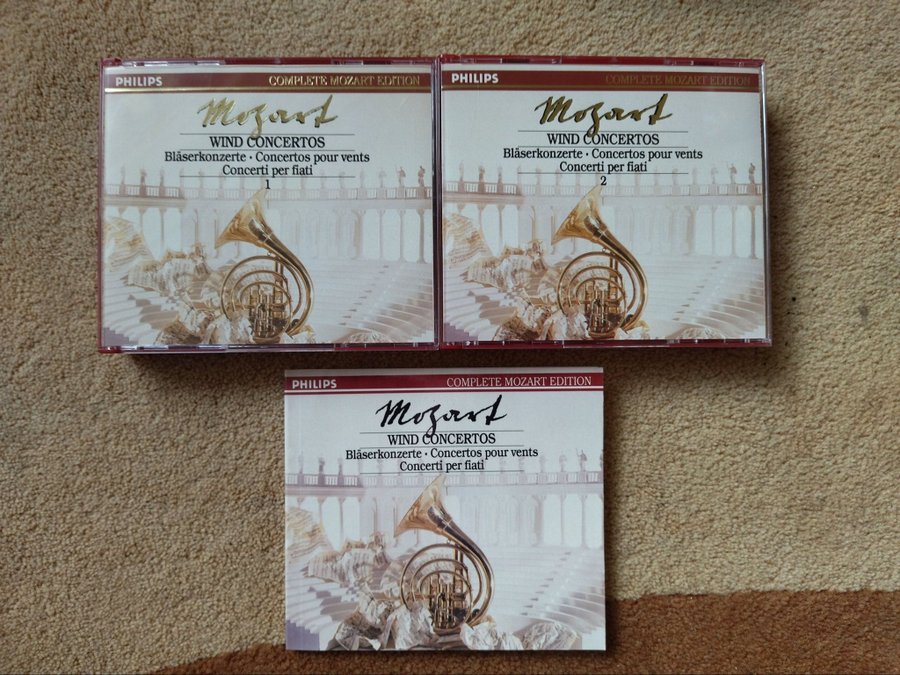 PHILIPS COMPLETE MOZART EDITION
Mozart
WIND CONCERTOS
Bläserkonzerte • Concertos pour vents
Concerti per fiati
1
PHILIPS COMPLETE MOZART EDITION
Mozart
WIND CONCERTOS
Bläserkonzerte • Concertos pour vents
Concerti per fiati
2
PHILIPS COMPLETE MOZART EDITION
Mozart
WIND CONCERTOS
Bläserkonzerte • Concertos pour vents
Concerti per fiati